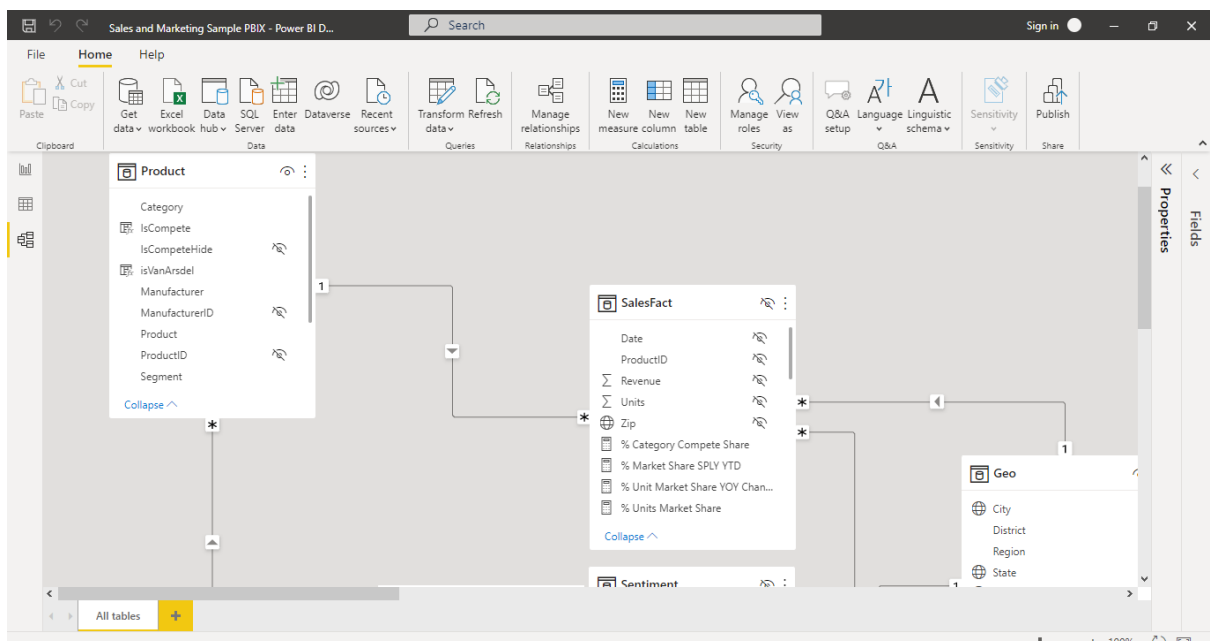 Sales and Marketing Sample PBIX - Power BI D...
Search
Sign in
File Home Help
Paste
Cut
Copy
Clipboard
Get data
Excel workbook
Data hub
SQL Server
Enter data
Dataverse
Recent sources
Data
Transform data
Refresh
Queries
Manage relationships
Relationships
New measure
New column
New table
Calculations
Manage roles
View as
Security
Q&A setup
Language
Linguistic schema
Q&A
Sensitivity
Sensitivity
Publish
Share
Product
Category
IsCompete
IsCompeteHide
isVanArsdel
Manufacturer
ManufacturerID
Product
ProductID
Segment
Collapse
*
1
*
SalesFact
Date
ProductID
Revenue
Units
Zip
% Category Compete Share
% Market Share SPLY YTD
% Unit Market Share YOY Chan...
% Units Market Share
Collapse
*
*
1
Geo
City
District
Region
State
1
Sentiment
Properties
Fields
All tables
100%